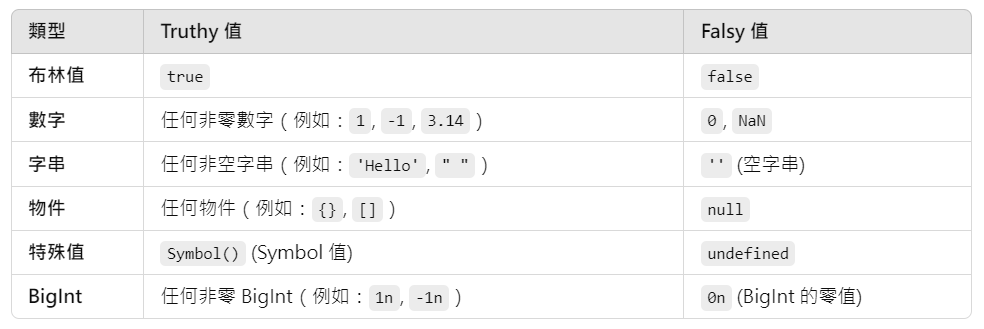 類型 Truthy 值 Falsy 值
布林值 true false
數字 任何非零數字（例如：1, -1, 3.14） 0, NaN
字串 任何非空字串（例如：'Hello', " "） '' (空字串)
物件 任何物件（例如：{}, []） null
特殊值 Symbol() (Symbol 值) undefined
BigInt 任何非零 BigInt（例如：1n, -1n） 0n (BigInt 的零值)